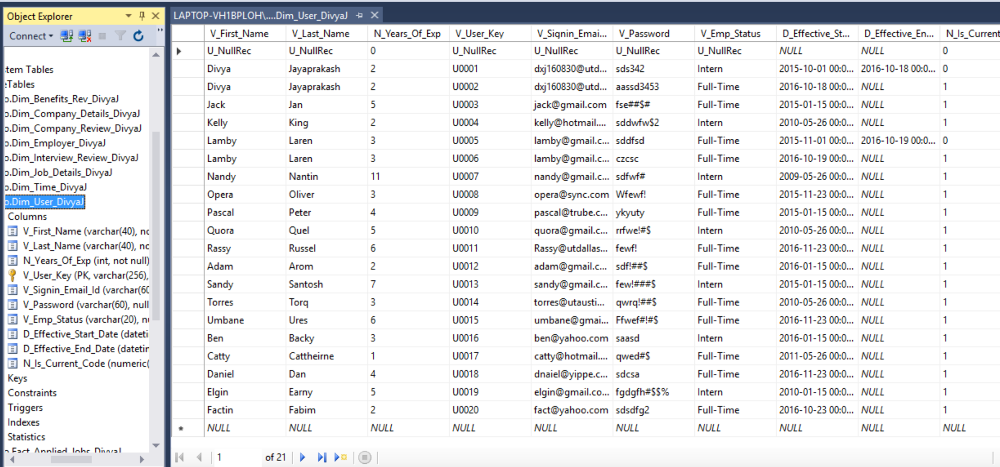 Object Explorer
Connect
tem Tables
Tables
.Dim_Benefits_Rev_DivyaJ
.Dim_Company_Details_DivyaJ
.Dim_Company_Review_DivyaJ
.Dim_Employer_DivyaJ
.Dim_Interview_Review_DivyaJ
.Dim_Job_Details_DivyaJ
.Dim_Time_DivyaJ
.Dim_User_DivyaJ
Columns
V_First_Name (varchar(40), nc
V_Last_Name (varchar(40), nc
N_Years_Of_Exp (int, not null)
V_User_Key (PK, varchar(256),
V_Signin_Email_Id (varchar(60
V_Password (varchar(60), null
V_Emp_Status (varchar(20), nu
D_Effective_Start_Date (dateti
D_Effective_End_Date (datetin
N_Is_Current_Code (numeric(
Keys
Constraints
Triggers
Indexes
Statistics
.Fact_Applied_Jobs_DivyaJ
LAPTOP-VH1BPLOH\....Dim_User_DivyaJ
V_First_Name V_Last_Name N_Years_Of_Exp V_User_Key V_Signin_Emai... V_Password V_Emp_Status D_Effective_St... D_Effective_En... N_Is_Current
U_NullRec U_NullRec 0 U_NullRec U_NullRec U_NullRec U_NullRec NULL NULL 0
Divya Jayaprakash 2 U0001 dxj160830@utd... sds342 Intern 2015-10-01 00:0... 2016-10-18 00:0... 0
Divya Jayaprakash 2 U0002 dxj160830@utd... aassd3453 Full-Time 2016-10-18 00:0... NULL 1
Jack Jan 5 U0003 jack@gmail.com fse##$# Full-Time 2015-01-15 00:0... NULL 1
Kelly King 2 U0004 kelly@hotmail.... sddwfw$2 Intern 2010-05-26 00:0... NULL 1
Lamby Laren 3 U0005 lamby@gmail.c... sddfsd Full-Time 2015-11-01 00:0... 2016-10-19 00:0... 0
Lamby Laren 3 U0006 lamby@gmail.c... czcsc Full-Time 2016-10-19 00:0... NULL 1
Nandy Nantin 11 U0007 nandy@gmail.c... sdfwf# Intern 2009-05-26 00:0... NULL 1
Opera Oliver 3 U0008 opera@sync.com Wfewf! Full-Time 2015-11-23 00:0... NULL 1
Pascal Peter 4 U0009 pascal@trube.c... ykyuty Full-Time 2015-01-15 00:0... NULL 1
Quora Quel 5 U0010 quora@gmail.c... rrfwe!#$ Intern 2010-05-26 00:0... NULL 1
Rassy Russel 6 U0011 Rassy@utdallas... fewf! Full-Time 2016-11-23 00:0... NULL 1
Adam Arom 2 U0012 adam@gmail.c... sdf!##$ Full-Time 2016-01-15 00:0... NULL 1
Sandy Santosh 7 U0013 sandy@gmail.c... few!###$ Intern 2015-01-15 00:0... NULL 1
Torres Torq 3 U0014 torres@utausti... qwrq!##$ Full-Time 2010-05-26 00:0... NULL 1
Umbane Ures 6 U0015 umbane@gmai... Ffwef#!#$ Full-Time 2016-11-23 00:0... NULL 1
Ben Backy 3 U0016 ben@yahoo.com saasd Intern 2016-01-15 00:0... NULL 1
Catty Cattheirne 1 U0017 catty@hotmail.... qwed#$ Full-Time 2011-05-26 00:0... NULL 1
Daniel Dan 4 U0018 dnaiel@yippe.c... sdcsa Full-Time 2016-11-23 00:0... NULL 1
Elgin Earny 5 U0019 elgin@gmail.co... fgdgfh#$$% Intern 2010-01-15 00:0... NULL 1
Factin Fabim 2 U0020 fact@yahoo.com sdsdfg2 Full-Time 2016-10-23 00:0... NULL 1
NULL NULL NULL NULL NULL NULL NULL NULL NULL NULL
1 of 21